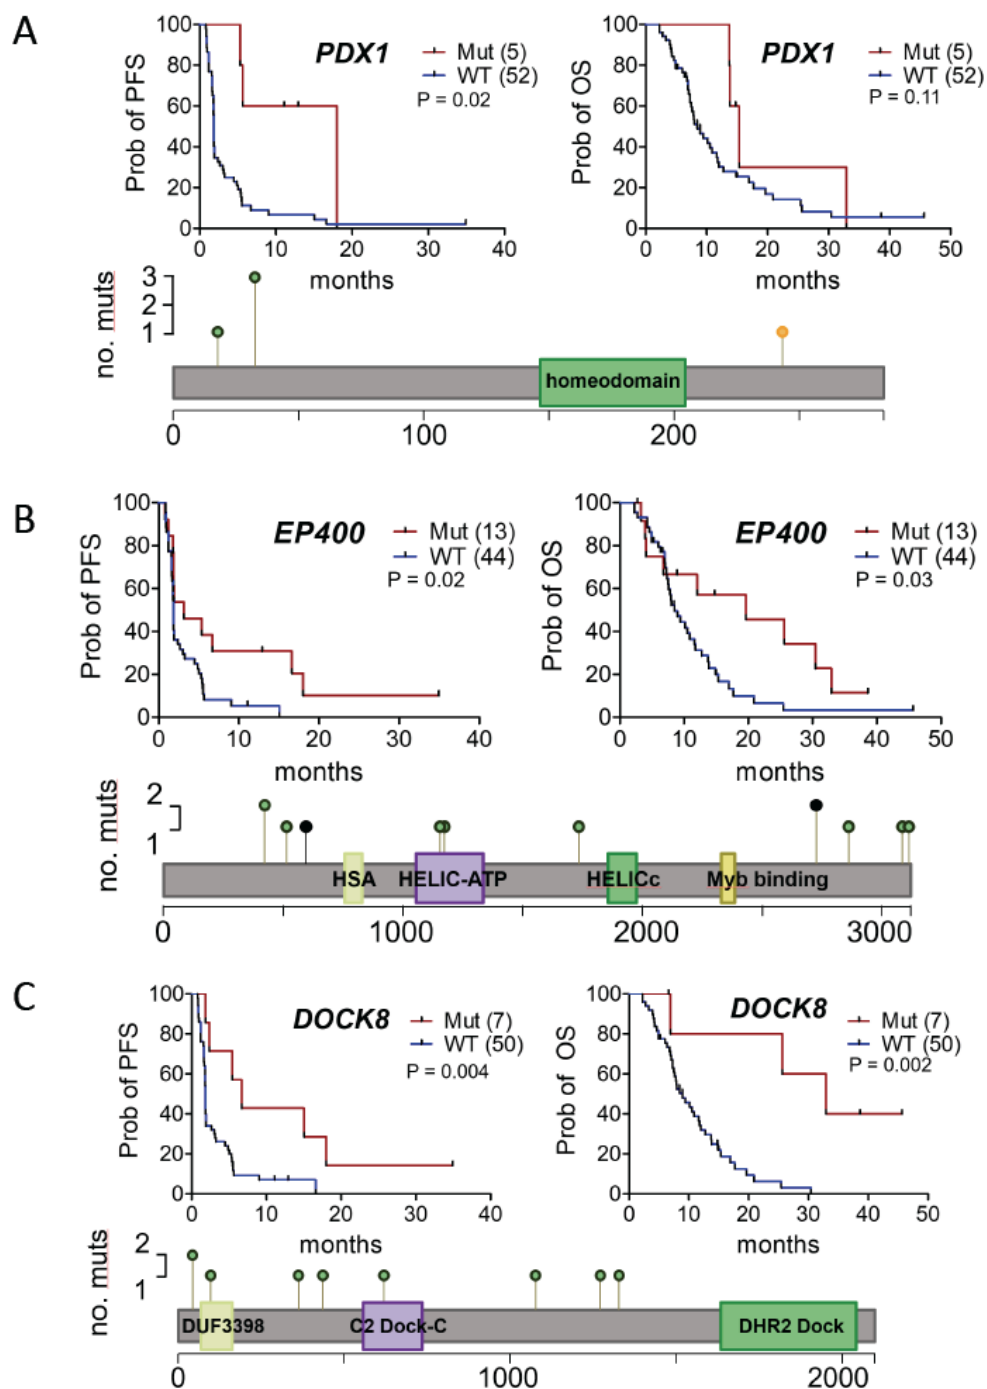 A
PDX1
Mut (5)
WT (52)
P = 0.02
Prob of PFS
100
80
60
40
20
0
0 10 20 30 40
months
PDX1
Mut (5)
WT (52)
P = 0.11
Prob of OS
100
80
60
40
20
0
0 10 20 30 40 50
months
no. muts
3
2
1
homeodomain
0 100 200
B
EP400
Mut (13)
WT (44)
P = 0.02
Prob of PFS
100
80
60
40
20
0
0 10 20 30 40
months
EP400
Mut (13)
WT (44)
P = 0.03
Prob of OS
100
80
60
40
20
0
0 10 20 30 40 50
months
no. muts
2
1
HSA HELIC-ATP HELICc Myb binding
0 1000 2000 3000
C
DOCK8
Mut (7)
WT (50)
P = 0.004
Prob of PFS
100
80
60
40
20
0
0 10 20 30 40
months
DOCK8
Mut (7)
WT (50)
P = 0.002
Prob of OS
100
80
60
40
20
0
0 10 20 30 40 50
months
no. muts
2
1
DUF3398 C2 Dock-C DHR2 Dock
0 1000 2000